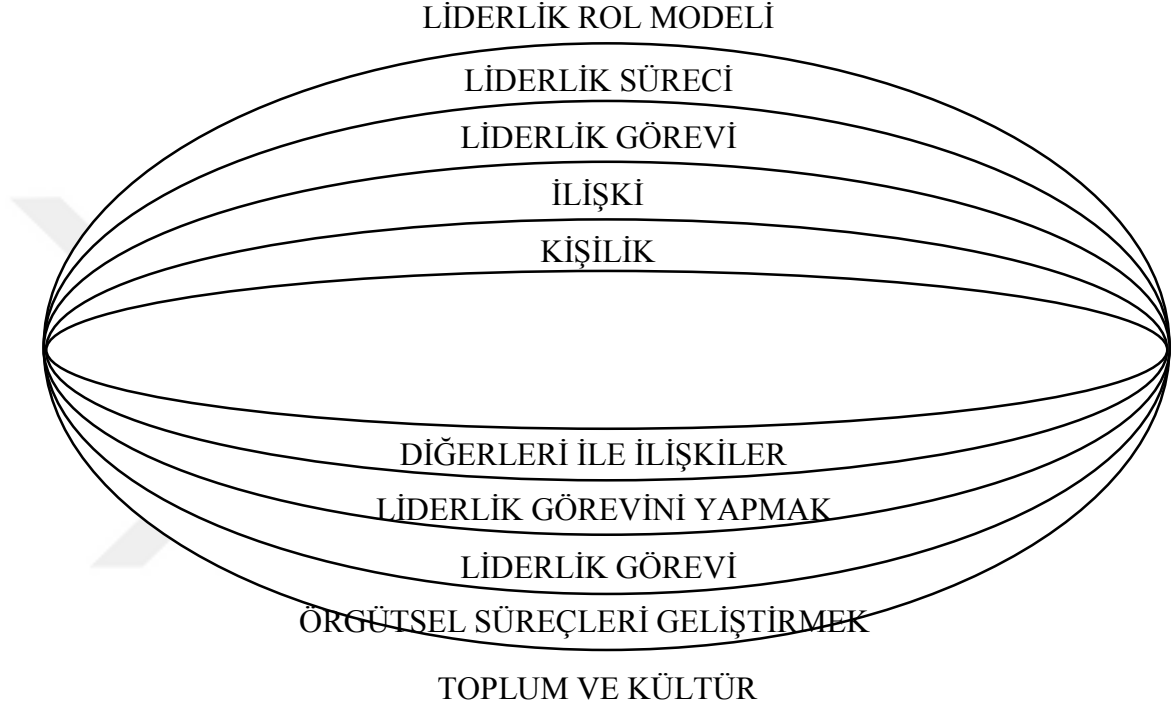 LİDERLİK ROL MODELİ
LİDERLİK SÜRECİ
LİDERLİK GÖREVİ
İLİŞKİ
KİŞİLİK
DİĞERLERİ İLE İLİŞKİLER
LİDERLİK GÖREVİNİ YAPMAK
LİDERLİK GÖREVİ
ÖRGÜTSEL SÜREÇLERİ GELİŞTİRMEK
TOPLUM VE KÜLTÜR